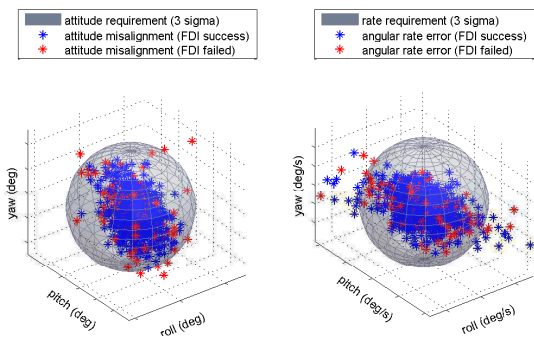 attitude requirement (3 sigma)
attitude misalignment (FDI success)
attitude misalignment (FDI failed)
rate requirement (3 sigma)
angular rate error (FDI success)
angular rate error (FDI failed)
yaw (deg)
pitch (deg)
roll (deg)
yaw (deg/s)
pitch (deg/s)
roll (deg/s)